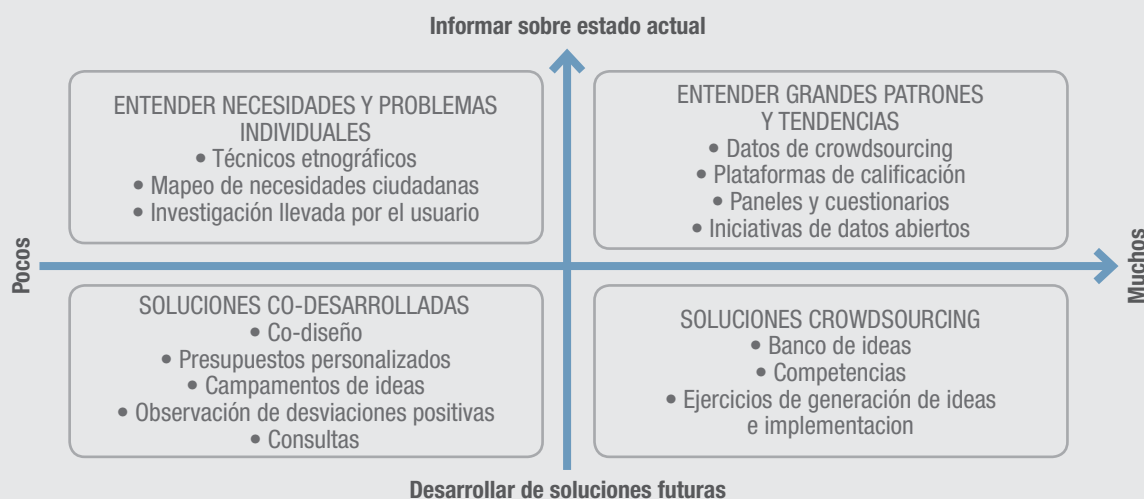 Informar sobre estado actual
ENTENDER NECESIDADES Y PROBLEMAS
INDIVIDUALES
• Técnicos etnográficos
• Mapeo de necesidades ciudadanas
• Investigación llevada por el usuario
ENTENDER GRANDES PATRONES
Y TENDENCIAS
• Datos de crowdsourcing
• Plataformas de calificación
• Paneles y cuestionarios
• Iniciativas de datos abiertos
Pocos
Muchos
SOLUCIONES CO-DESARROLLADAS
• Co-diseño
• Presupuestos personalizados
• Campamentos de ideas
• Observación de desviaciones positivas
• Consultas
SOLUCIONES CROWDSOURCING
• Banco de ideas
• Competencias
• Ejercicios de generación de ideas
e implementacion
Desarrollar de soluciones futuras